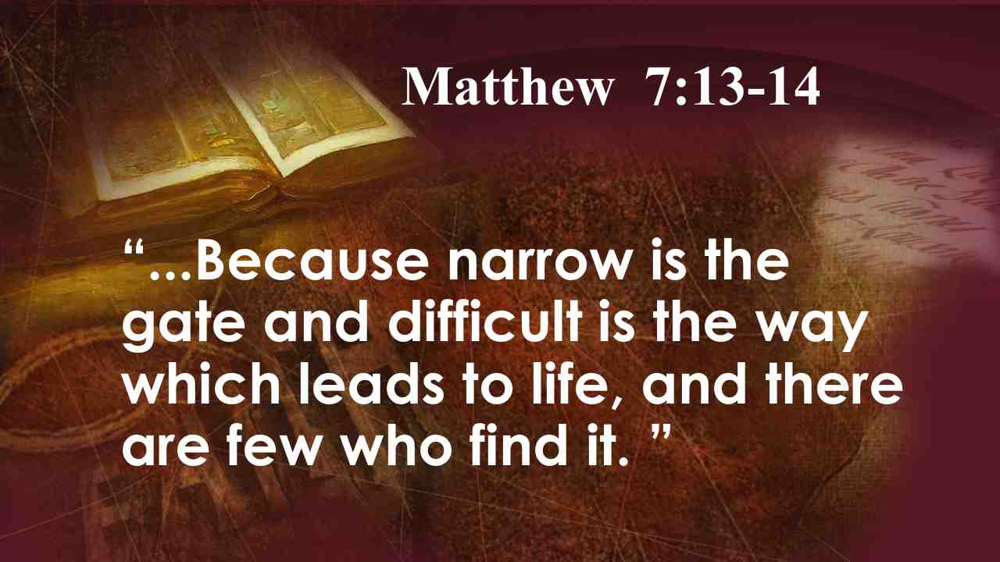 Matthew 7:13-14
“...Because narrow is the
gate and difficult is the way
which leads to life, and there
are few who find it. ”